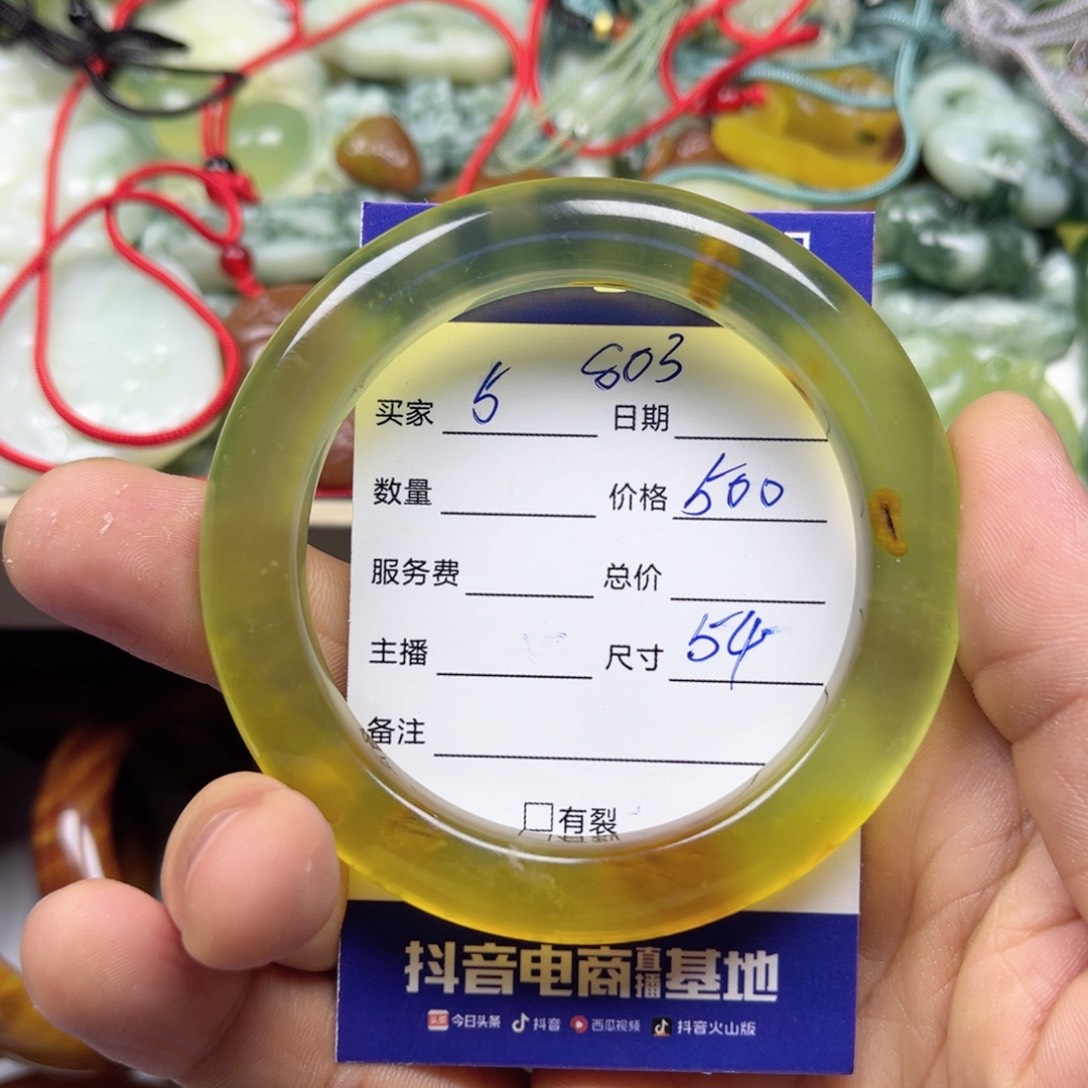 803
买家 5 日期
数量 价格 500
服务费 总价
主播 尺寸 54
备注
有裂
抖音电商直播基地
头条 今日头条 抖音 西瓜视频 抖音火山版